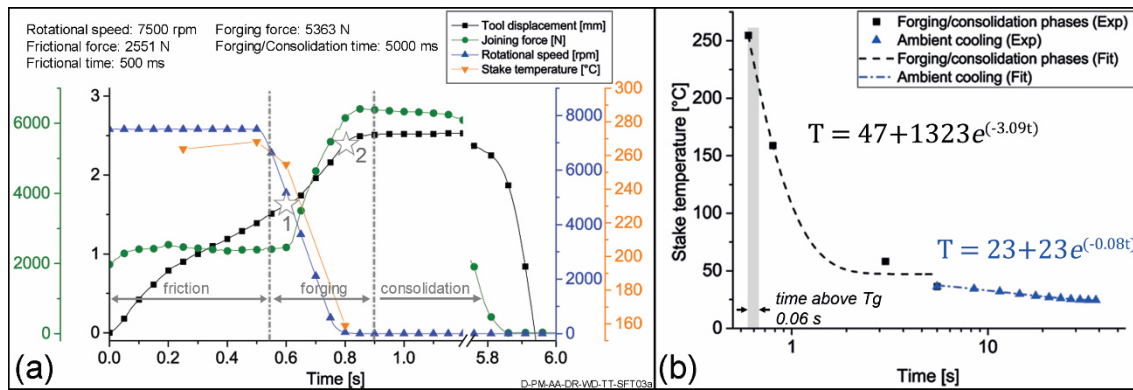 Rotational speed: 7500 rpm
Frictional force: 2551 N
Frictional time: 500 ms
Forging force: 5363 N
Forging/Consolidation time: 5000 ms
Tool displacement [mm]
Joining force [N]
Rotational speed [rpm]
Stake temperature [°C]
6000
4000
2000
0
3
2
1
0
8000
6000
4000
2000
0
300
280
260
240
220
200
180
160
1
2
friction
forging
consolidation
0.0
0.2
0.4
0.6
0.8
1.0
5.8
6.0
Time [s]
D-PM-AA-DR-WD-TT-SFT03a
(a)
Forging/consolidation phases (Exp)
Ambient cooling (Exp)
Forging/consolidation phases (Fit)
Ambient cooling (Fit)
Stake temperature [°C]
250
200
150
100
50
0
T = 47+1323e^(-3.09t)
T = 23+23e^(-0.08t)
time above Tg
0.06 s
1
10
Time [s]
(b)